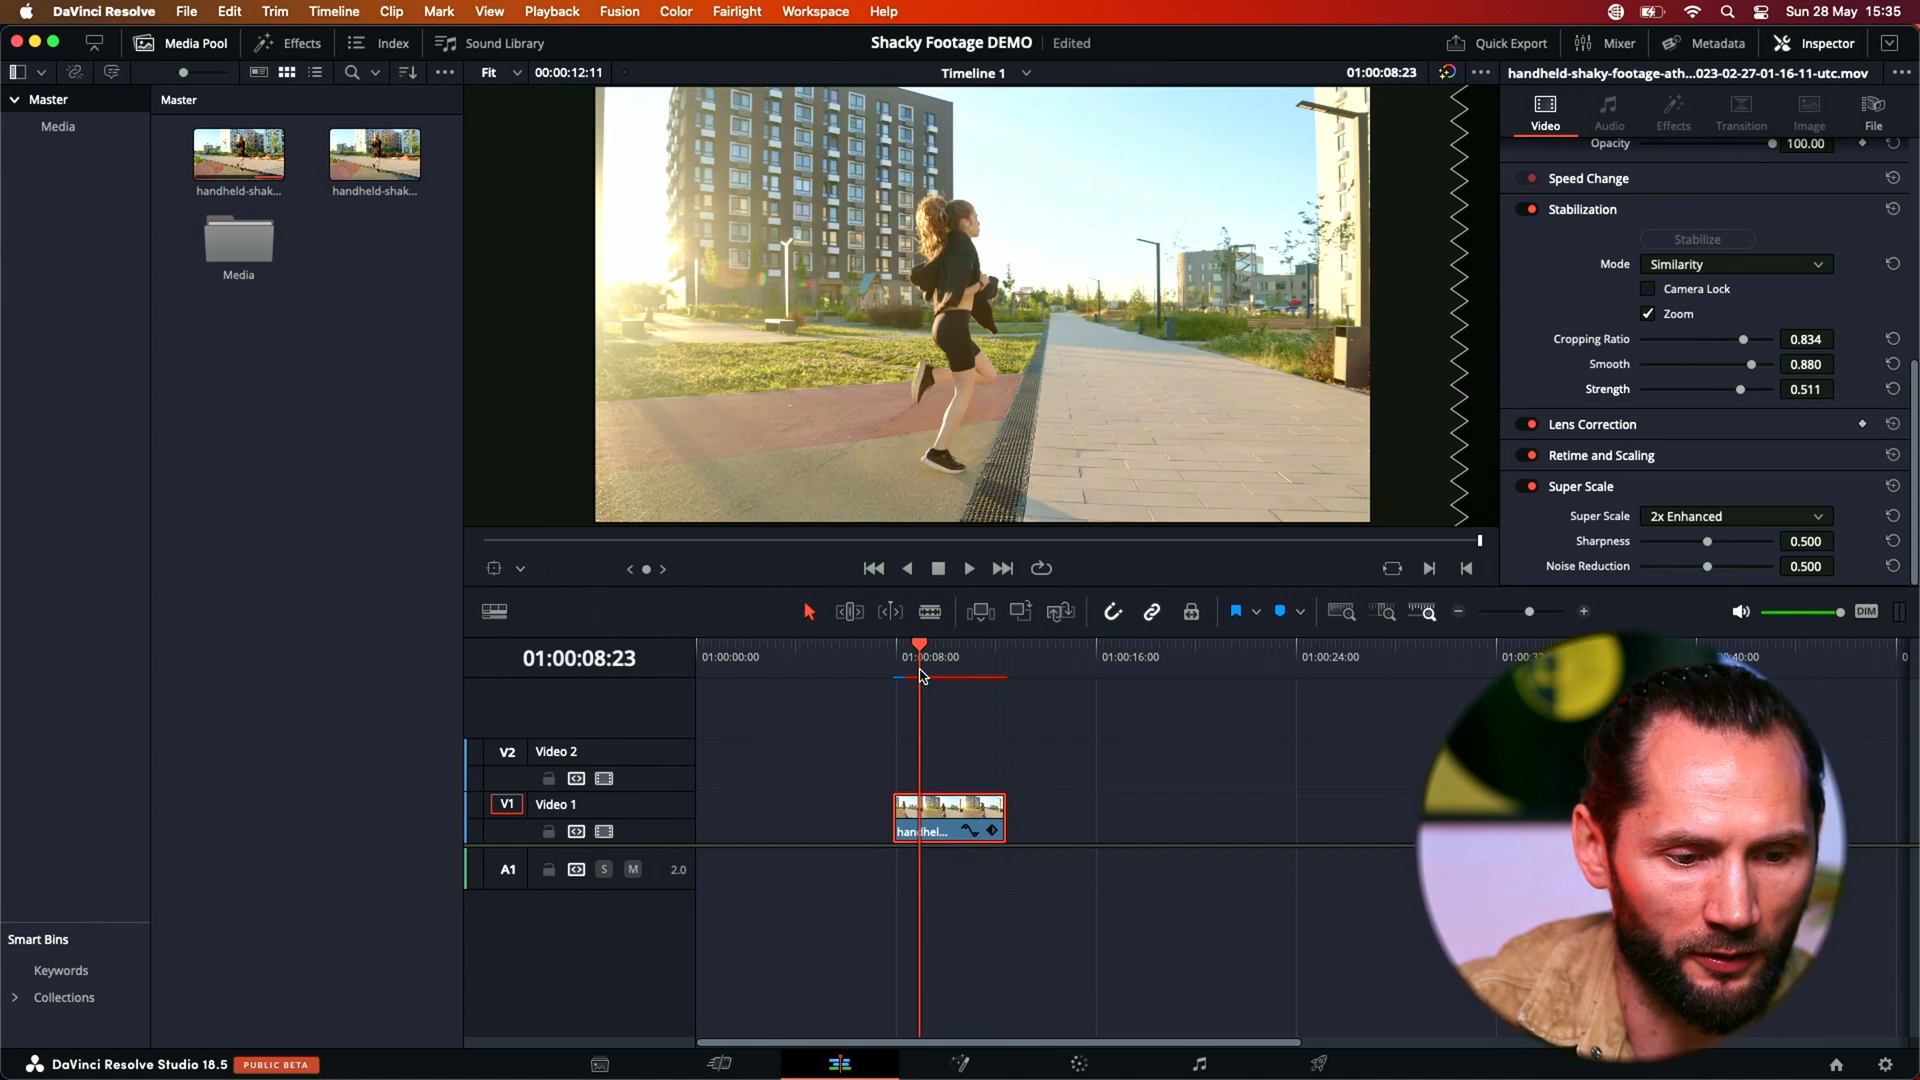 DaVinci Resolve File Edit Trim Timeline Clip Mark View Playback Fusion Color Fairlight Workspace Help Sun 28 May 15:35
Media Pool Effects Index Sound Library Shacky Footage DEMO Edited Quick Export Mixer Metadata Inspector
Fit 00:00:12:11 Timeline 1 01:00:08:23 handheld-shaky-footage-ath...023-02-27-01-16-11-utc.mov
Master
Media
Master
handheld-shak...
handheld-shak...
Media
Video Audio Effects Transition Image File
Opacity 100.00
Speed Change
Stabilization
Stabilize
Mode Similarity
Camera Lock
Zoom
Cropping Ratio 0.834
Smooth 0.880
Strength 0.511
Lens Correction
Retime and Scaling
Super Scale
Super Scale 2x Enhanced
Sharpness 0.500
Noise Reduction 0.500
DIM
01:00:08:23
01:00:00:00 01:00:08:00 01:00:16:00 01:00:24:00 01:00:32 40:00 0
V2 Video 2
V1 Video 1
handhel...
A1 S M 2.0
Smart Bins
Keywords
Collections
DaVinci Resolve Studio 18.5 PUBLIC BETA